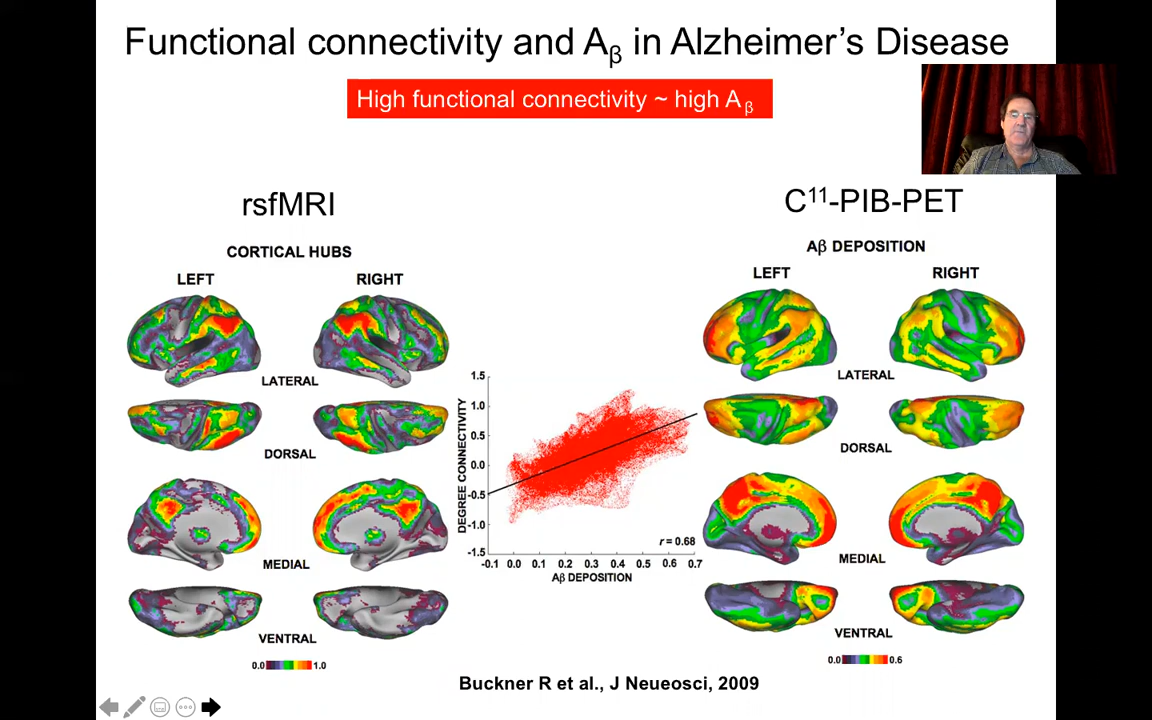 Functional connectivity and Aβ in Alzheimer’s Disease
High functional connectivity ~ high Aβ
rsfMRI
CORTICAL HUBS
LEFT RIGHT
LATERAL
DORSAL
MEDIAL
VENTRAL
0.0 1.0
DEGREE CONNECTIVITY
1.5
1.0
0.5
0.0
-0.5
-1.0
-1.5
r = 0.68
-0.1 0.0 0.1 0.2 0.3 0.4 0.5 0.6 0.7
Aβ DEPOSITION
C¹¹-PIB-PET
Aβ DEPOSITION
LEFT RIGHT
LATERAL
DORSAL
MEDIAL
VENTRAL
0.0 0.6
Buckner R et al., J Neueosci, 2009